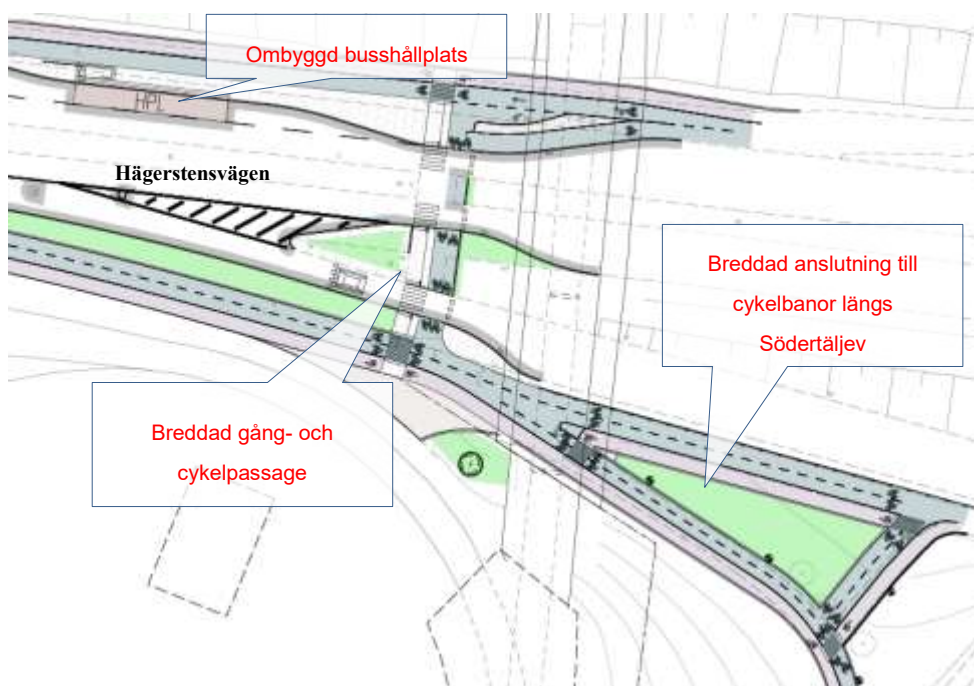 Ombyggd busshållplats
HPL
Hägerstensvägen
Breddad anslutning till
cykelbanor längs
Södertäljev
Breddad gång- och
cykelpassage